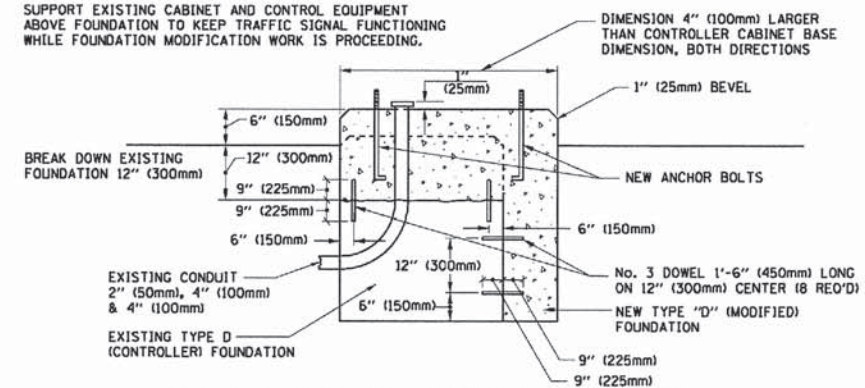 SUPPORT EXISTING CABINET AND CONTROL EQUIPMENT
ABOVE FOUNDATION TO KEEP TRAFFIC SIGNAL FUNCTIONING
WHILE FOUNDATION MODIFICATION WORK IS PROCEEDING.
DIMENSION 4" (100mm) LARGER
THAN CONTROLLER CABINET BASE
DIMENSION, BOTH DIRECTIONS
1"
(25mm)
1" (25mm) BEVEL
6" (150mm)
BREAK DOWN EXISTING
FOUNDATION 12" (300mm)
12" (300mm)
9" (225mm)
9" (225mm)
6" (150mm)
NEW ANCHOR BOLTS
6" (150mm)
12" (300mm)
6" (150mm)
EXISTING CONDUIT
2" (50mm), 4" (100mm)
& 4" (100mm)
EXISTING TYPE D
(CONTROLLER) FOUNDATION
No. 3 DOWEL 1'-6" (450mm) LONG
ON 12" (300mm) CENTER (8 REQ'D)
NEW TYPE "D" (MODIFIED)
FOUNDATION
9" (225mm)
9" (225mm)